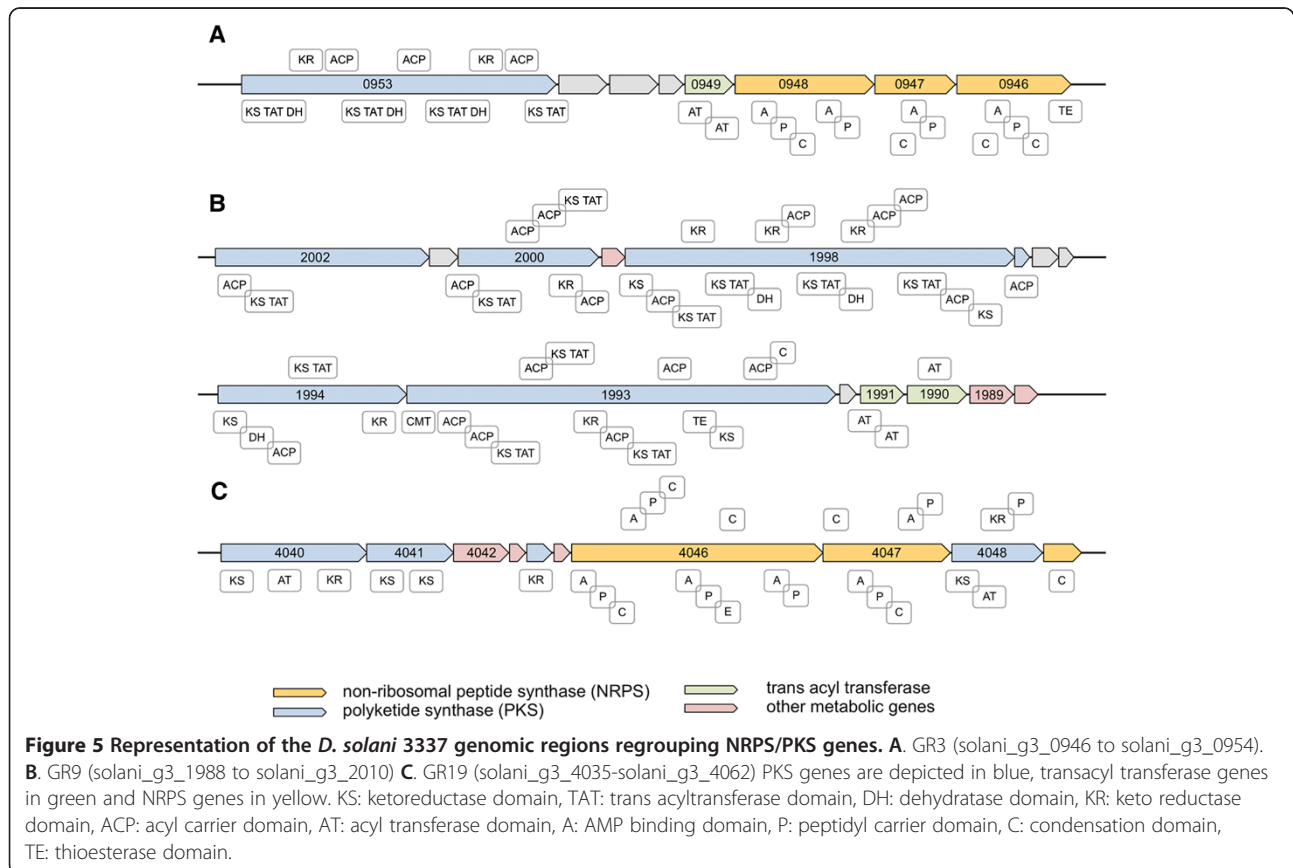 A
KR ACP ACP KR ACP
0953 0949 0948 0947 0946
KS TAT DH KS TAT DH KS TAT DH KS TAT AT A A A A TE
AT P P P P
C C C C
B
KS TAT ACP
ACP ACP
ACP KR KR KR
2002 2000 1998
ACP ACP KR KS KS TAT KS TAT KS TAT ACP
KS TAT KS TAT ACP ACP DH DH ACP
KS TAT KS
KS TAT C
KS TAT ACP ACP ACP AT
1994 1993 1991 1990 1989
KS KR CMT ACP KR TE AT
DH ACP ACP KS AT
ACP KS TAT KS TAT
C
C
P P P
A C C A KR
4040 4041 4042 4046 4047 4048
KS AT KR KS KS KR A A A A KS C
P P P P AT
C E C
non-ribosomal peptide synthase (NRPS) trans acyl transferase
polyketide synthase (PKS) other metabolic genes
Figure 5 Representation of the D. solani 3337 genomic regions regrouping NRPS/PKS genes. A. GR3 (solani_g3_0946 to solani_g3_0954).
B. GR9 (solani_g3_1988 to solani_g3_2010) C. GR19 (solani_g3_4035-solani_g3_4062) PKS genes are depicted in blue, transacyl transferase genes
in green and NRPS genes in yellow. KS: ketoreductase domain, TAT: trans acyltransferase domain, DH: dehydratase domain, KR: keto reductase
domain, ACP: acyl carrier domain, AT: acyl transferase domain, A: AMP binding domain, P: peptidyl carrier domain, C: condensation domain,
TE: thioesterase domain.